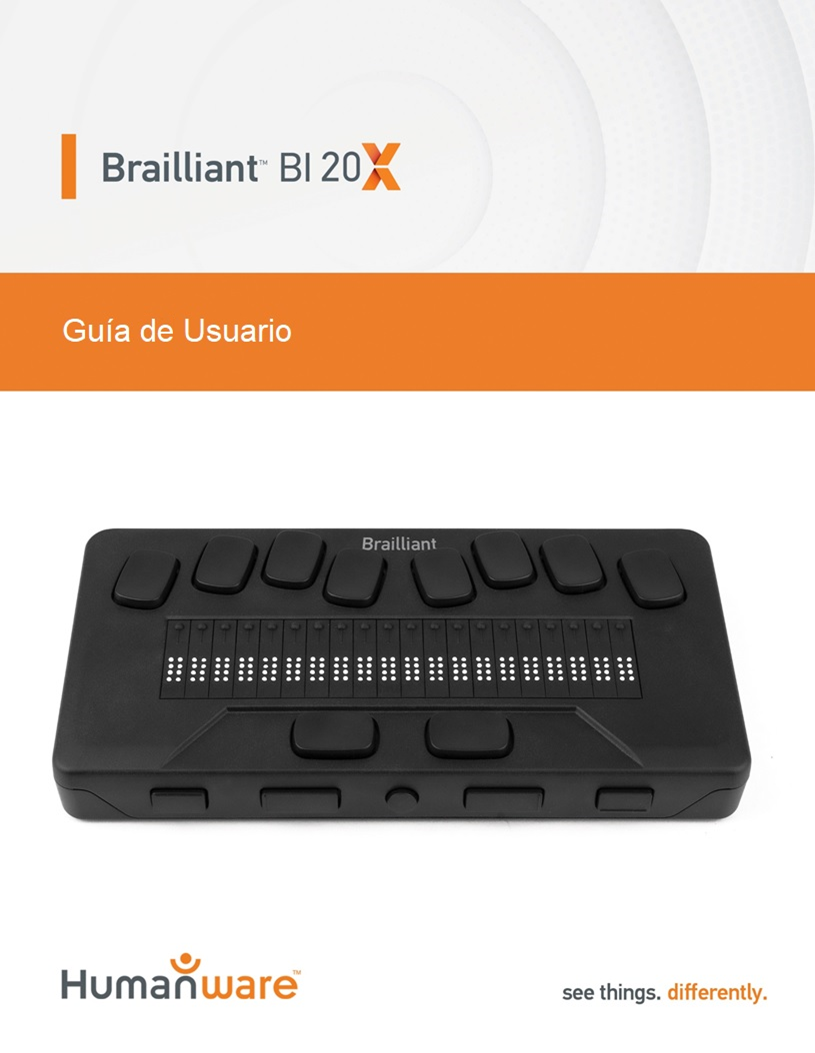 Brailliant™ BI 20X
Guía de Usuario
Brailliant
Humanware™
see things. differently.